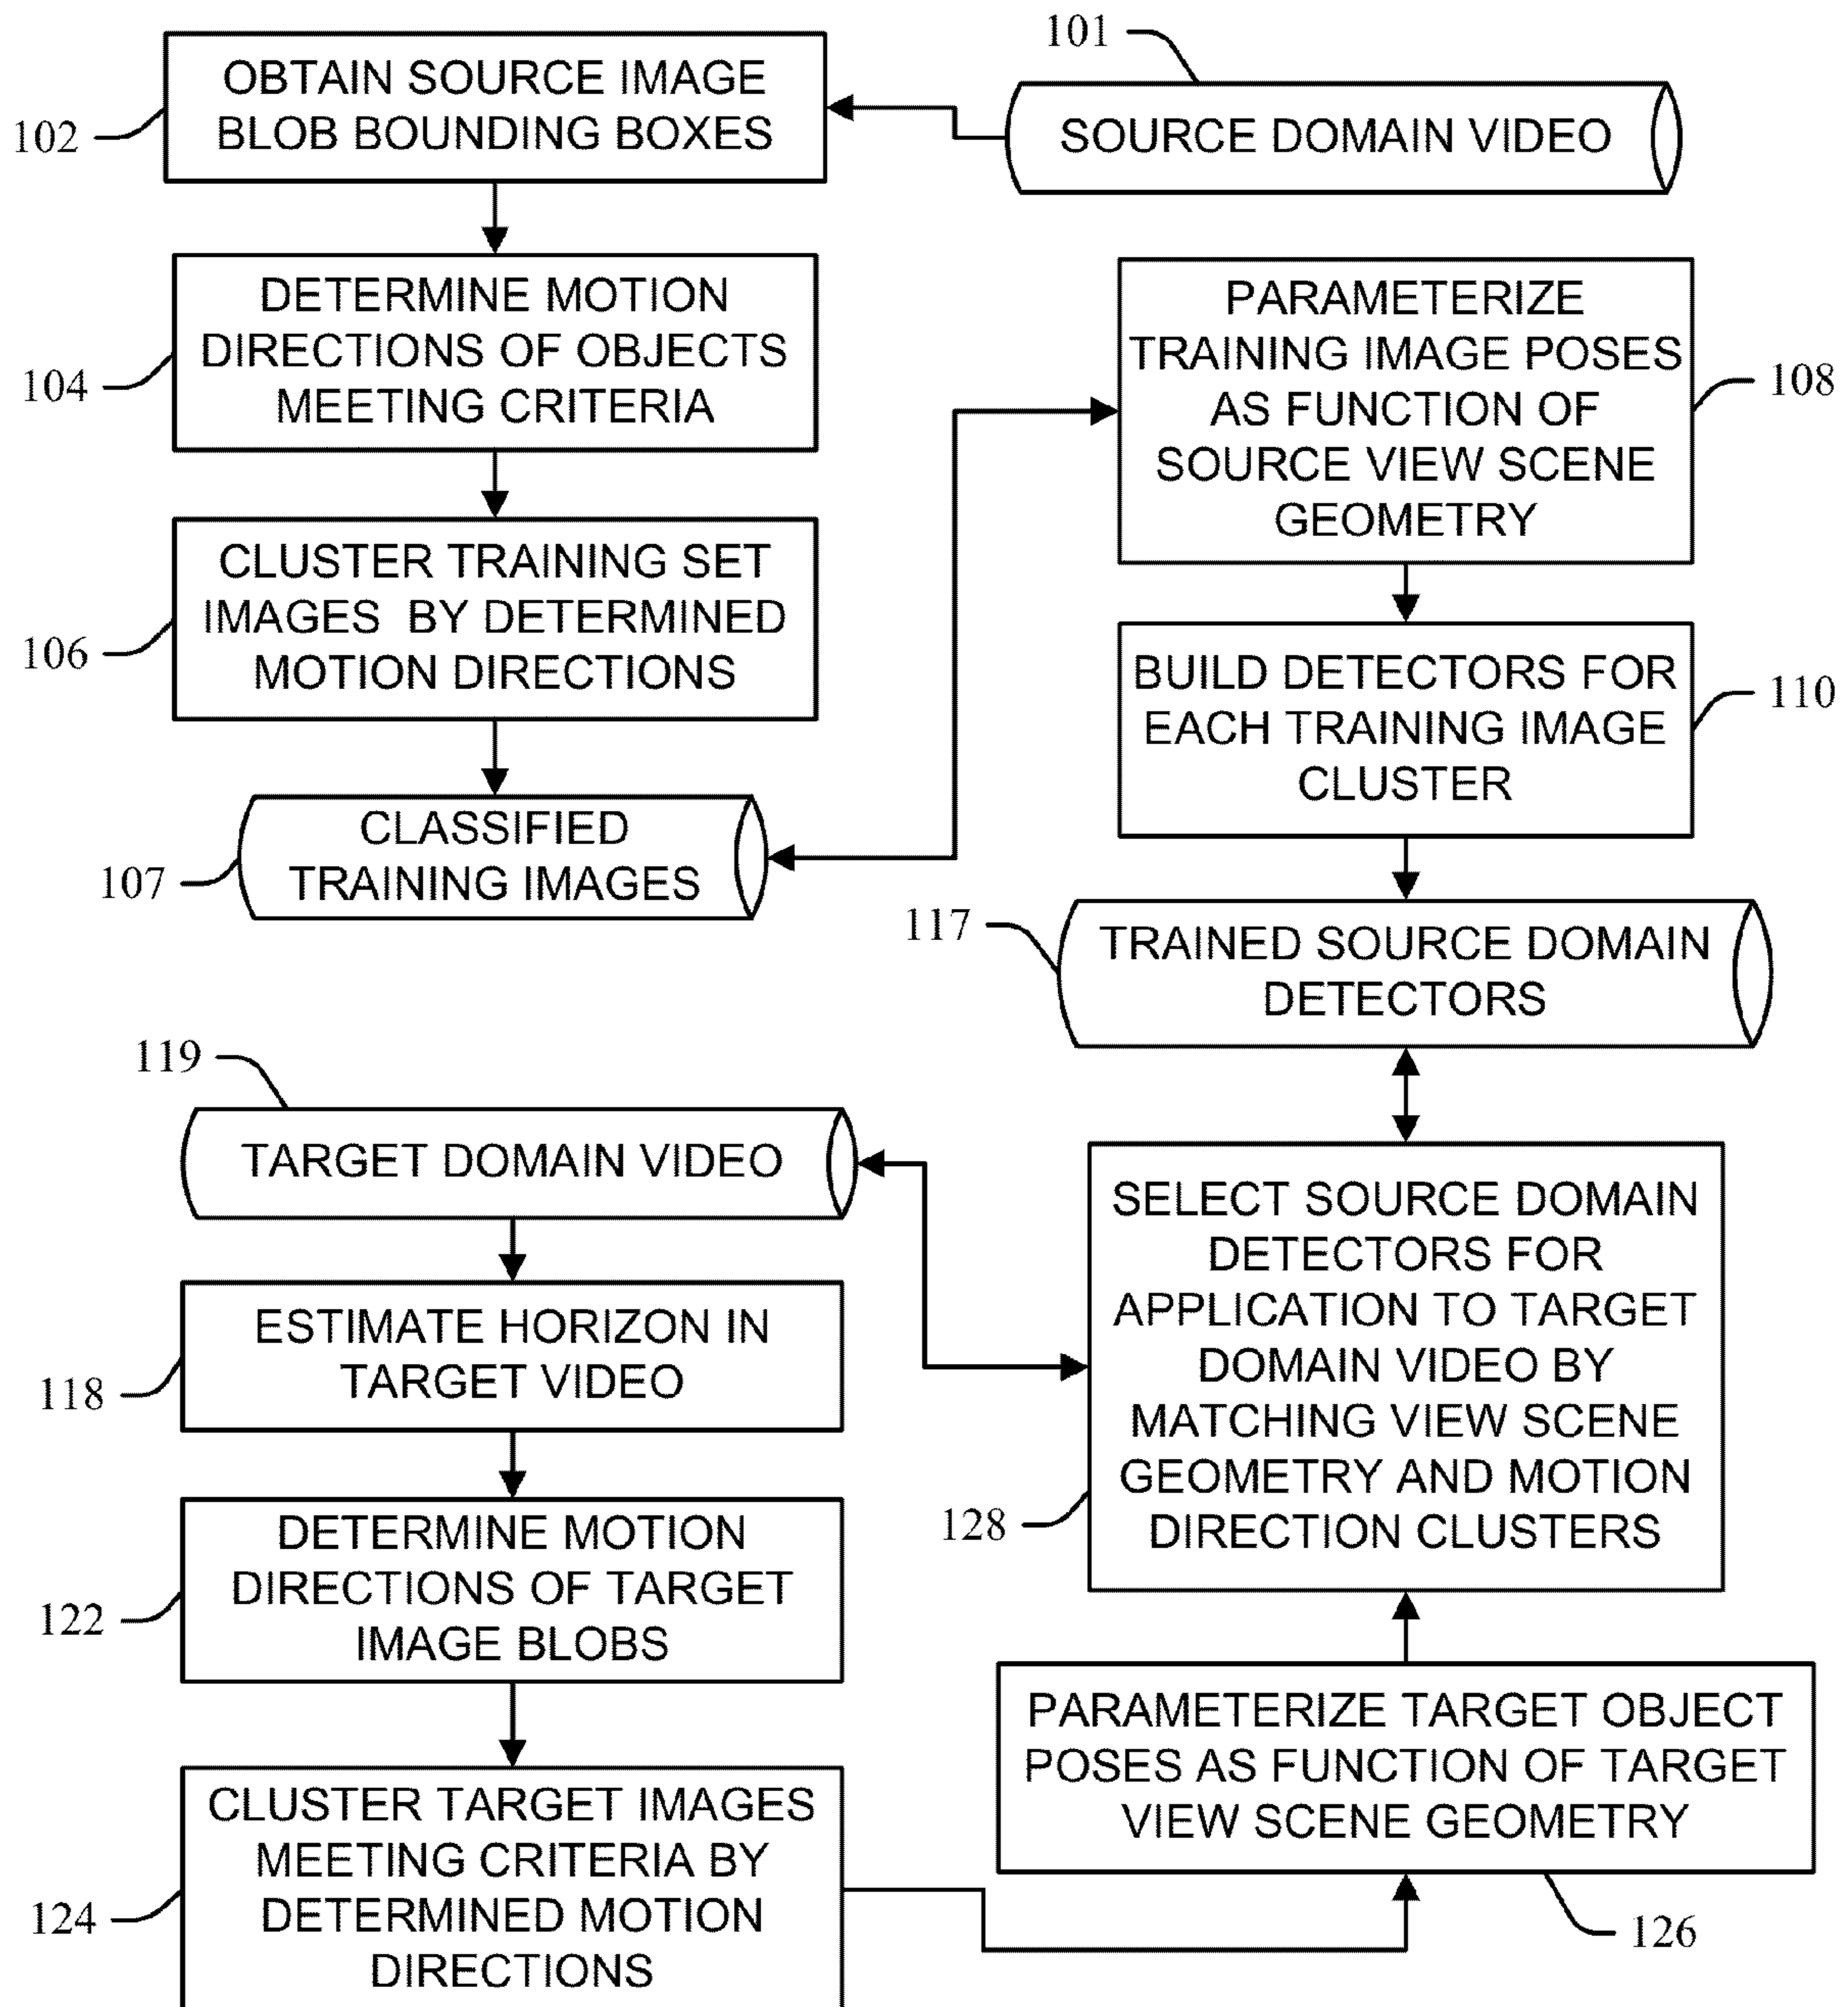 101
OBTAIN SOURCE IMAGE
BLOB BOUNDING BOXES
102
SOURCE DOMAIN VIDEO
DETERMINE MOTION
DIRECTIONS OF OBJECTS
MEETING CRITERIA
104
PARAMETERIZE
TRAINING IMAGE POSES
AS FUNCTION OF
SOURCE VIEW SCENE
GEOMETRY
108
CLUSTER TRAINING SET
IMAGES BY DETERMINED
MOTION DIRECTIONS
106
BUILD DETECTORS FOR
EACH TRAINING IMAGE
CLUSTER
110
CLASSIFIED
TRAINING IMAGES
107
117
TRAINED SOURCE DOMAIN
DETECTORS
119
TARGET DOMAIN VIDEO
ESTIMATE HORIZON IN
TARGET VIDEO
118
SELECT SOURCE DOMAIN
DETECTORS FOR
APPLICATION TO TARGET
DOMAIN VIDEO BY
MATCHING VIEW SCENE
GEOMETRY AND MOTION
DIRECTION CLUSTERS
128
DETERMINE MOTION
DIRECTIONS OF TARGET
IMAGE BLOBS
122
PARAMETERIZE TARGET OBJECT
POSES AS FUNCTION OF TARGET
VIEW SCENE GEOMETRY
126
CLUSTER TARGET IMAGES
MEETING CRITERIA BY
DETERMINED MOTION
DIRECTIONS
124